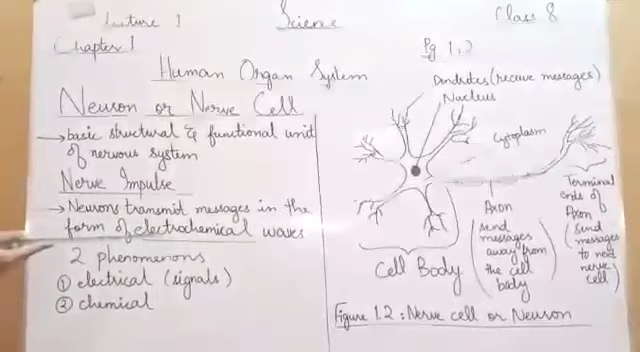 Lecture 1
Science
Class 8
Chapter 1
Pg 1,2
Human Organ System
Neuron or Nerve Cell
→ basic structural & functional unit
of nervous system
Nerve Impulse
→ Neurons transmit messages in the
form of electrochemical waves
2 phenomenons
① electrical (signals)
② chemical
Dendrites (receive messages)
Nucleus
Cytoplasm
Cell Body
Axon
(send
messages
away from
the cell
body)
Terminal
ends of
Axon
(send
messages
to next
nerve
cell)
Figure 1.2: Nerve cell or Neuron